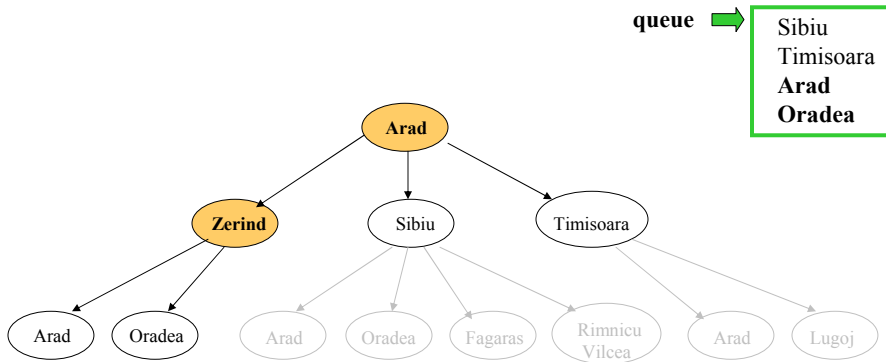 queue
Sibiu
Timisoara
Arad
Oradea
Arad
Zerind
Sibiu
Timisoara
Arad
Oradea
Arad
Oradea
Fagaras
Rimnicu
Vilcea
Arad
Lugoj